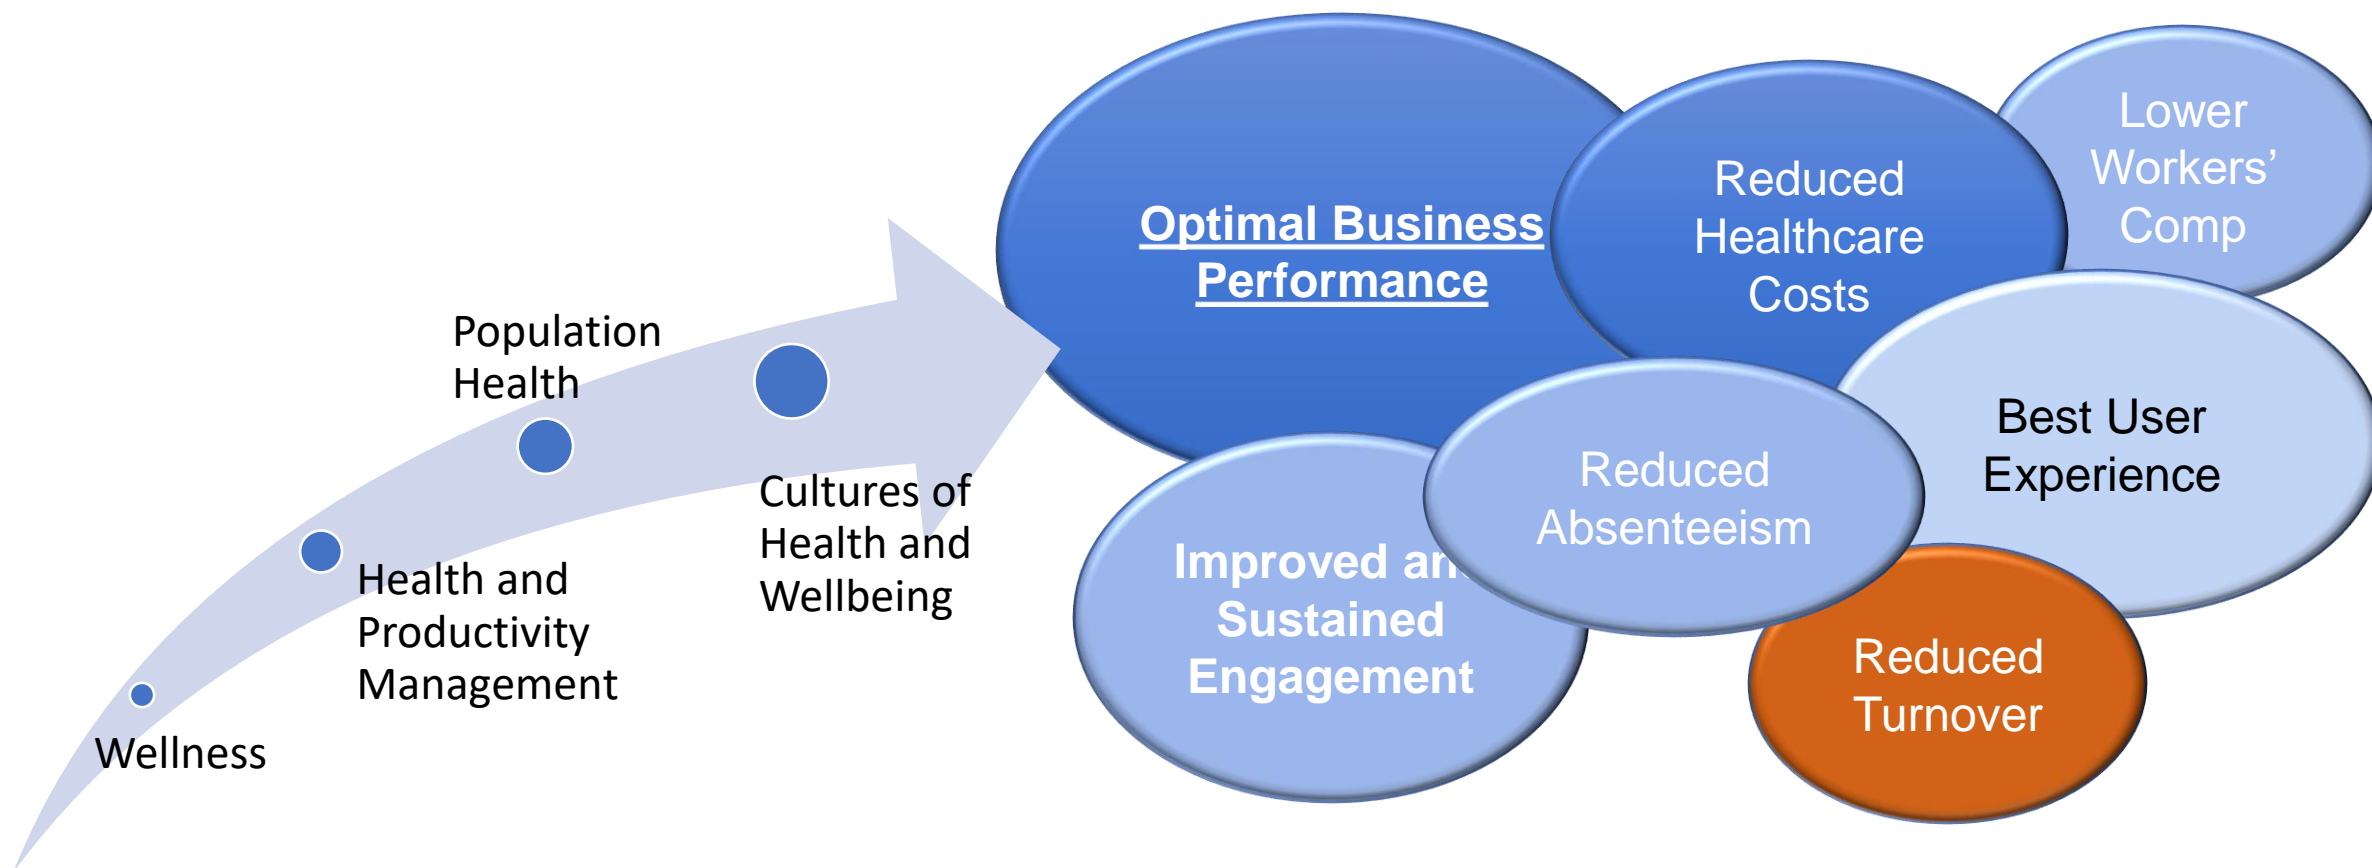 Wellness
Health and
Productivity
Management
Population
Health
Cultures of
Health and
Wellbeing
Optimal Business
Performance
Reduced
Healthcare
Costs
Lower
Workers’
Comp
Best User
Experience
Reduced
Absenteeism
Improved an
Sustained
Engagement
Reduced
Turnover